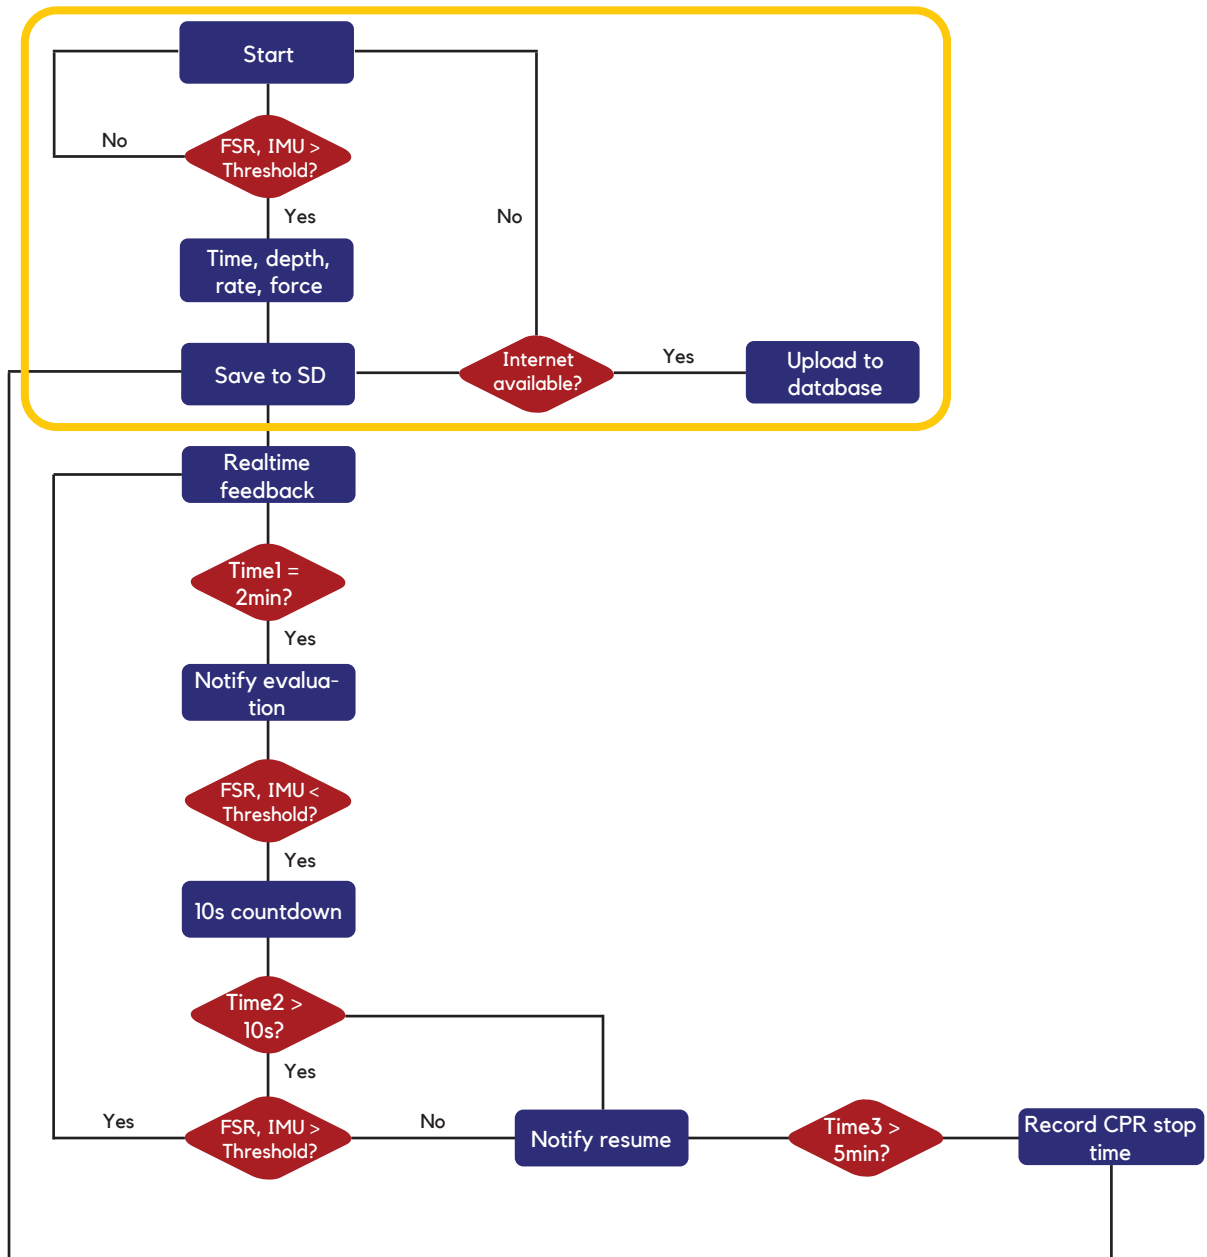 Start
No
FSR, IMU >
Threshold?
Yes
No
Time, depth,
rate, force
Save to SD
Internet
available?
Yes
Upload to
database
Realtime
feedback
Time1 =
2min?
Yes
Notify evalua-
tion
FSR, IMU <
Threshold?
Yes
10s countdown
Time2 >
10s?
Yes
Yes
FSR, IMU >
Threshold?
No
Notify resume
Time3 >
5min?
Record CPR stop
time